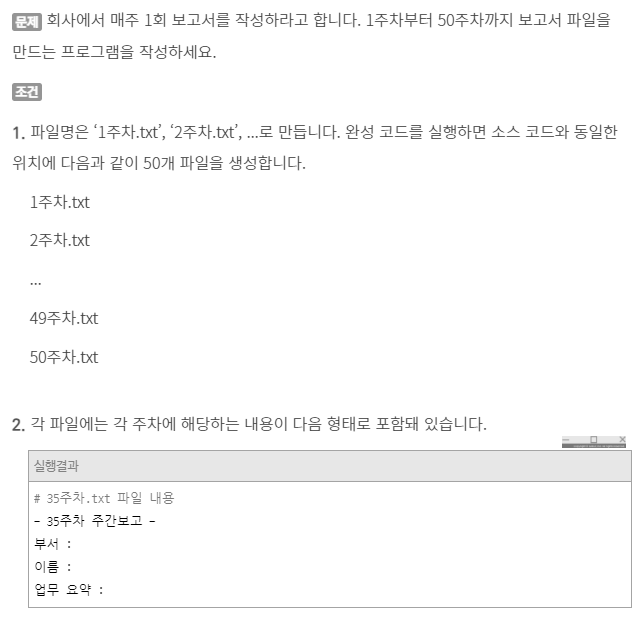 문제 회사에서 매주 1회 보고서를 작성하라고 합니다. 1주차부터 50주차까지 보고서 파일을
만드는 프로그램을 작성하세요.
조건
1. 파일명은 ‘1주차.txt’, ‘2주차.txt’, ...로 만듭니다. 완성 코드를 실행하면 소스 코드와 동일한
위치에 다음과 같이 50개 파일을 생성합니다.
1주차.txt
2주차.txt
...
49주차.txt
50주차.txt
2. 각 파일에는 각 주차에 해당하는 내용이 다음 형태로 포함돼 있습니다.
실행결과
# 35주차.txt 파일 내용
- 35주차 주간보고 -
부서 :
이름 :
업무 요약 :